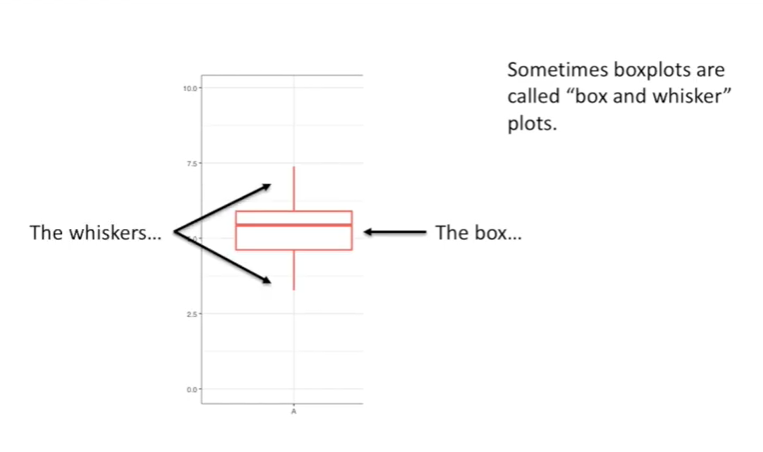 Sometimes boxplots are
called “box and whisker”
plots.
10.0
7.5
The whiskers...
The box...
2.5
0.0
A